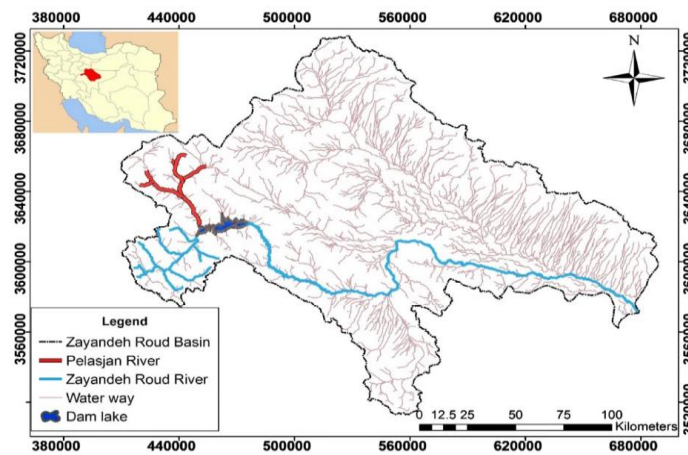 380000 440000 500000 560000 620000 680000
3720000
3680000
3640000
3600000
3560000
3720000
3680000
3640000
3600000
3560000
N
Legend
Zayandeh Roud Basin
Pelasjan River
Zayandeh Roud River
Water way
Dam lake
0 12.5 25 50 75 100
Kilometers
380000 440000 500000 560000 620000 680000